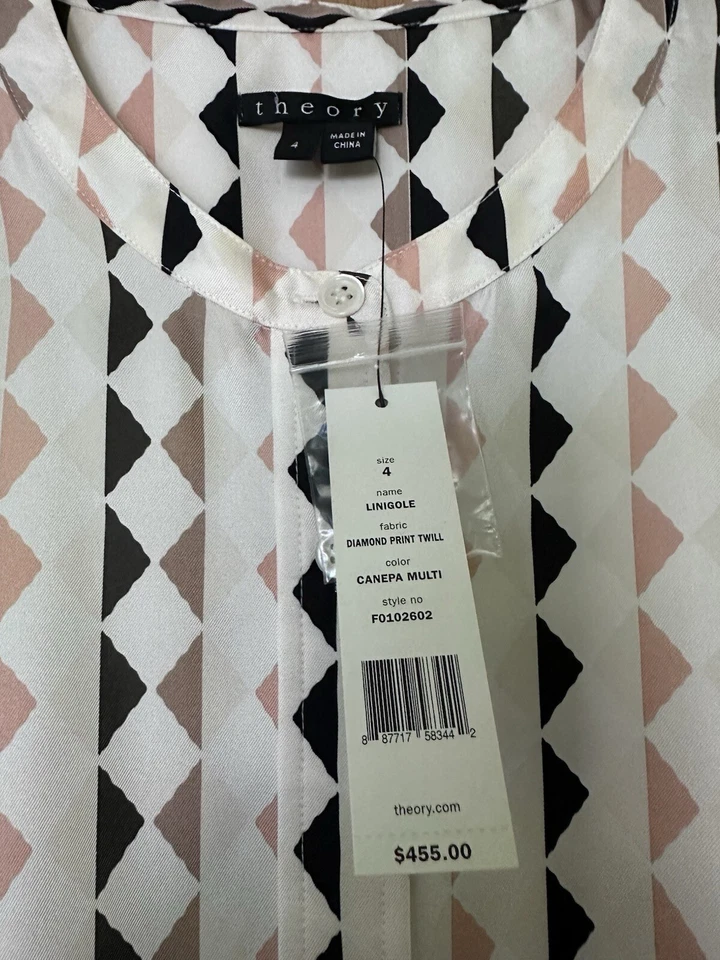 theory
4
MADE IN
CHINA
size
4
name
LINIGOLE
fabric
DIAMOND PRINT TWILL
color
CANEPA MULTI
style no
F0102602
8 87717 58344 2
theory.com
$455.00